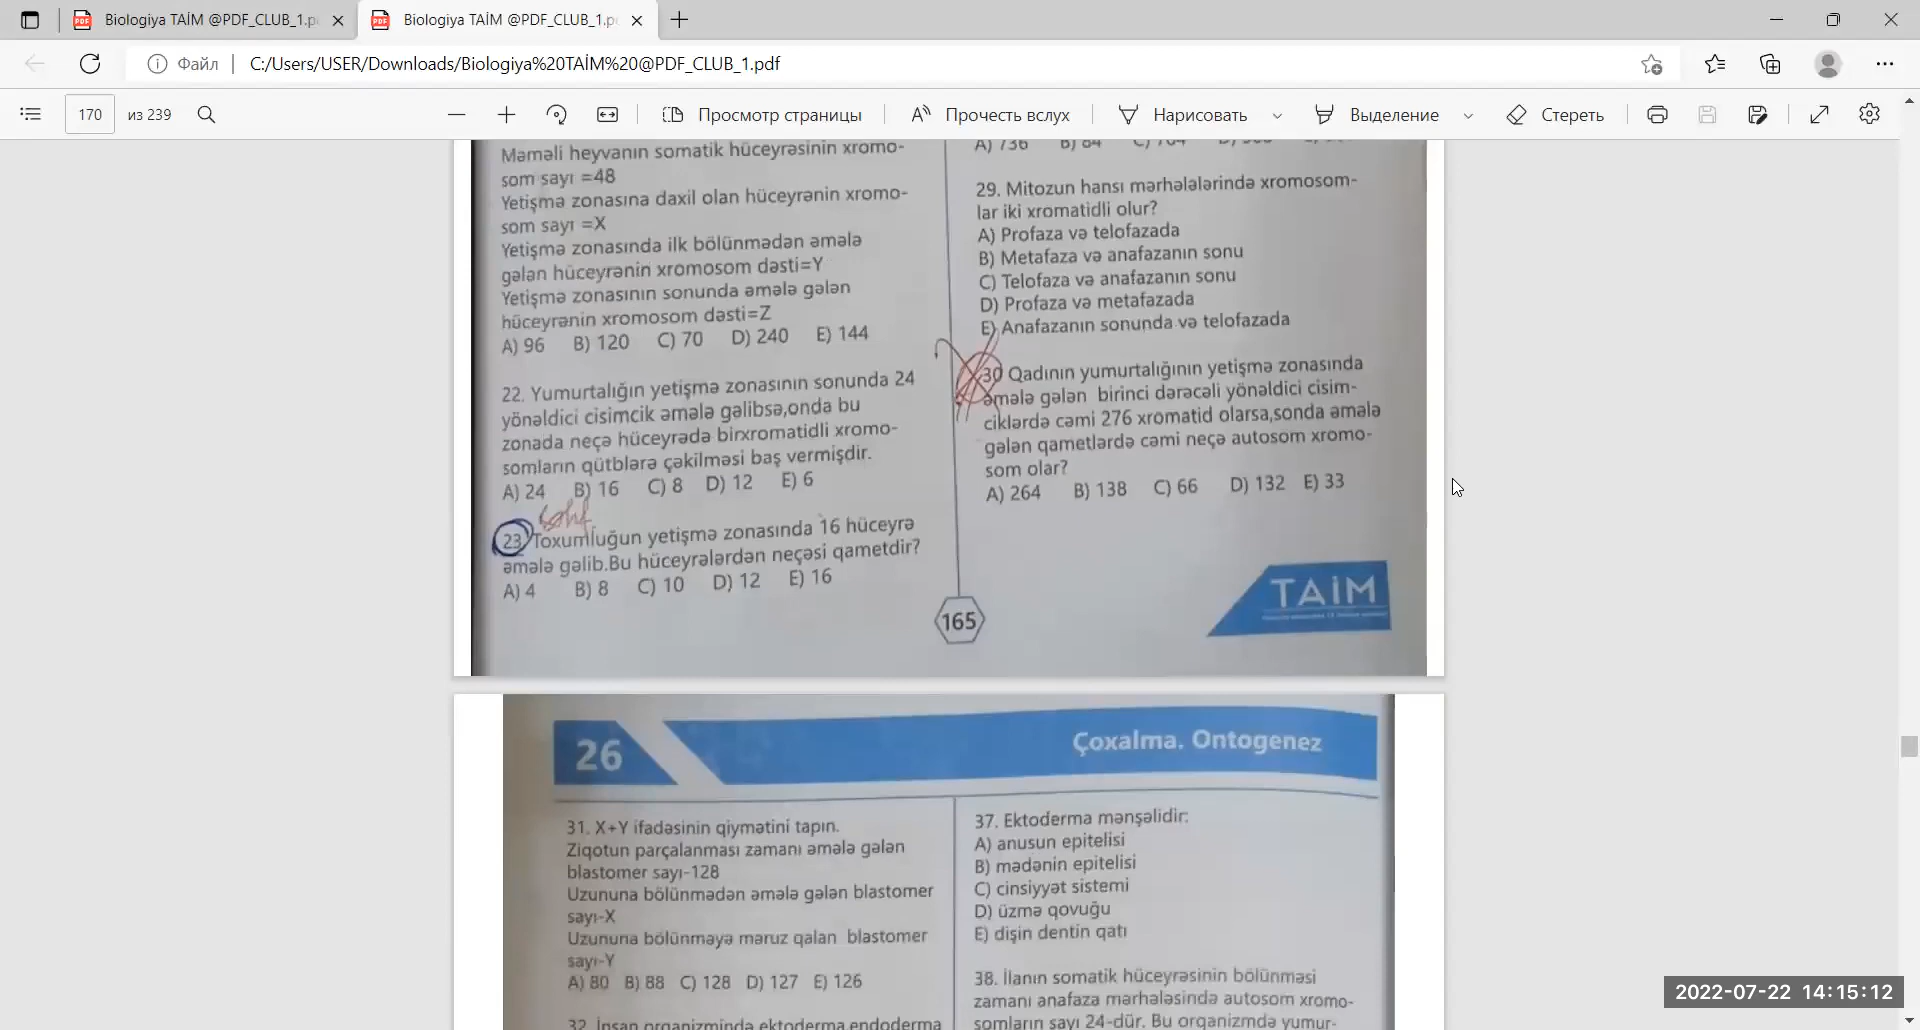 Biologiya TAİM @PDF_CLUB_1.p
Biologiya TAİM @PDF_CLUB_1.p
Файл
C:/Users/USER/Downloads/Biologiya%20TAİM%20@PDF_CLUB_1.pdf
170 из 239
Просмотр страницы
Прочесть вслух
Нарисовать
Выделение
Стереть
Məməli heyvanın somatik hüceyrəsinin xromo-
som sayı =48
Yetişmə zonasına daxil olan hüceyrənin xromo-
som sayı =X
Yetişmə zonasında ilk bölünmədən əmələ
gələn hüceyrənin xromosom dəsti=Y
Yetişmə zonasının sonunda əmələ gələn
hüceyrənin xromosom dəsti=Z
A) 96 B) 120 C) 70 D) 240 E) 144
22. Yumurtalığın yetişmə zonasının sonunda 24
yönəldici cisimcik əmələ gəlibsə,onda bu
zonada neçə hüceyrədə birxromatidli xromo-
somların qütblərə çəkilməsi baş vermişdir.
A) 24 B) 16 C) 8 D) 12 E) 6
23. Toxumluğun yetişmə zonasında 16 hüceyrə
əmələ gəlib.Bu hüceyrələrdən neçəsi qametdir?
A) 4 B) 8 C) 10 D) 12 E) 16
A) 736 B) 84
29. Mitozun hansı mərhələlərində xromosom-
lar iki xromatidli olur?
A) Profaza və telofazada
B) Metafaza və anafazanın sonu
C) Telofaza və anafazanın sonu
D) Profaza və metafazada
E) Anafazanın sonunda və telofazada
30 Qadının yumurtalığının yetişmə zonasında
əmələ gələn birinci dərəcəli yönəldici cisim-
ciklərdə cəmi 276 xromatid olarsa,sonda əmələ
gələn qametlərdə cəmi neçə autosom xromo-
som olar?
A) 264 B) 138 C) 66 D) 132 E) 33
165
TAİM
26
Çoxalma. Ontogenez
31. X+Y ifadəsinin qiymətini tapın.
Ziqotun parçalanması zamanı əmələ gələn
blastomer sayı-128
Uzununa bölünmədən əmələ gələn blastomer
sayı-X
Uzununa bölünməyə məruz qalan blastomer
sayı-Y
A) 80 B) 88 C) 128 D) 127 E) 126
32. İnsan orqanizmində ektoderma,endoderma
37. Ektoderma mənşəlidir:
A) anusun epitelisi
B) mədənin epitelisi
C) cinsiyyət sistemi
D) üzmə qovuğu
E) dişin dentin qatı
38. İlanın somatik hüceyrəsinin bölünməsi
zamanı anafaza mərhələsində autosom xromo-
somların sayı 24-dür. Bu orqanizmdə yumur-
2022-07-22 14:15:12